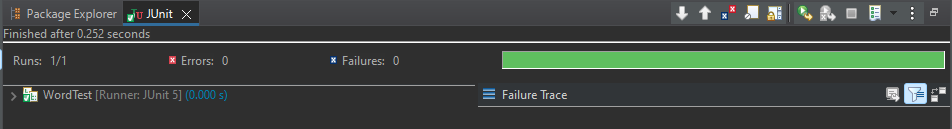 Package Explorer JUnit
Finished after 0.252 seconds
Runs: 1/1 Errors: 0 Failures: 0
WordTest [Runner: JUnit 5] (0.000 s) Failure Trace